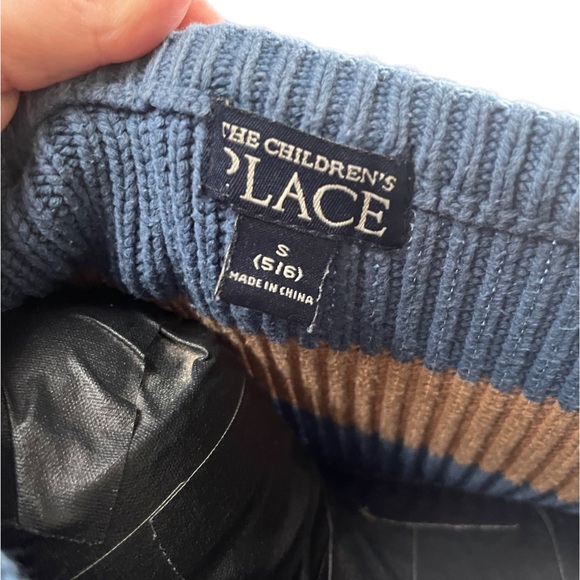 THE CHILDREN'S
PLACE
S
(5/6)
MADE IN CHINA